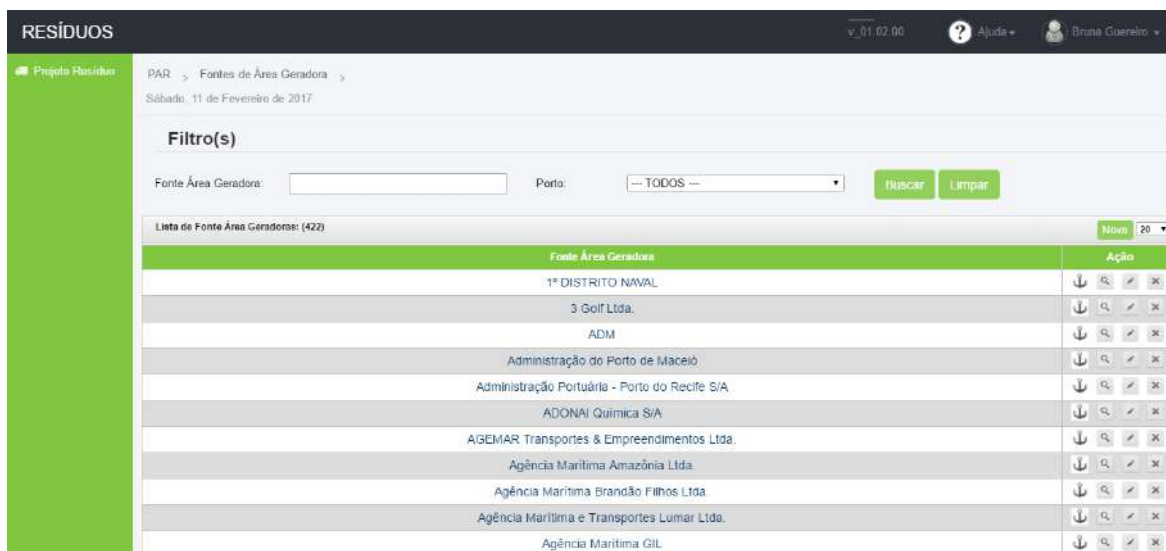 RESÍDUOS
v_01.02.00
? Ajuda
Bruna Guereiro
Projeto Resíduo
PAR > Fontes de Área Geradora >
Sábado, 11 de Fevereiro de 2017
Filtro(s)
Fonte Área Geradora:
Porto:
--- TODOS ---
Buscar
Limpar
Lista de Fonte Área Geradoras: (422)
Novo
20
Fonte Área Geradora
Ação
1º DISTRITO NAVAL
3 Golf Ltda.
ADM
Administração do Porto de Maceió
Administração Portuária - Porto do Recife S/A
ADONAI Química S/A
AGEMAR Transportes & Empreendimentos Ltda.
Agência Marítima Amazônia Ltda.
Agência Marítima Brandão Filhos Ltda.
Agência Marítima e Transportes Lumar Ltda.
Agência Marítima GIL